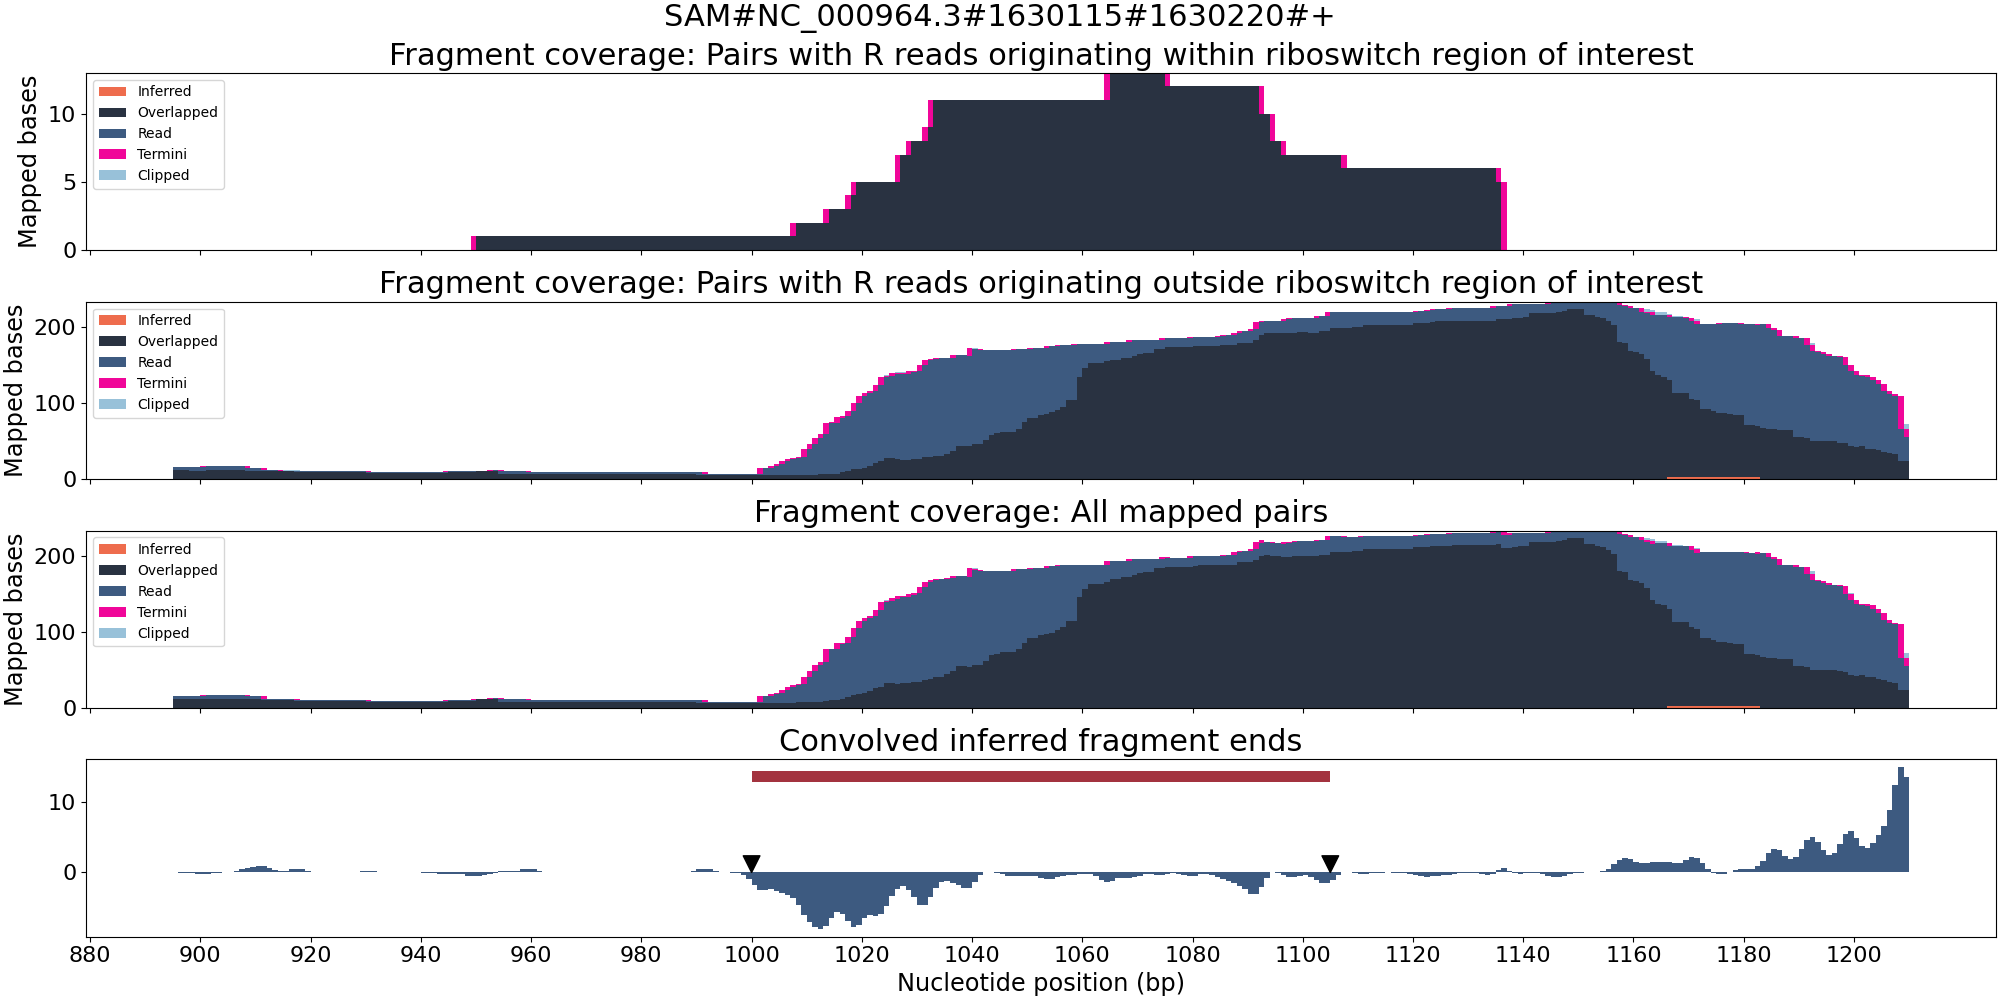 SAM#NC_000964.3#1630115#1630220#+
Fragment coverage: Pairs with R reads originating within riboswitch region of interest
Mapped bases
10
5
0
Inferred
Overlapped
Read
Termini
Clipped
Fragment coverage: Pairs with R reads originating outside riboswitch region of interest
Mapped bases
200
100
0
Inferred
Overlapped
Read
Termini
Clipped
Fragment coverage: All mapped pairs
Mapped bases
200
100
0
Inferred
Overlapped
Read
Termini
Clipped
Convolved inferred fragment ends
10
0
880 900 920 940 960 980 1000 1020 1040 1060 1080 1100 1120 1140 1160 1180 1200
Nucleotide position (bp)